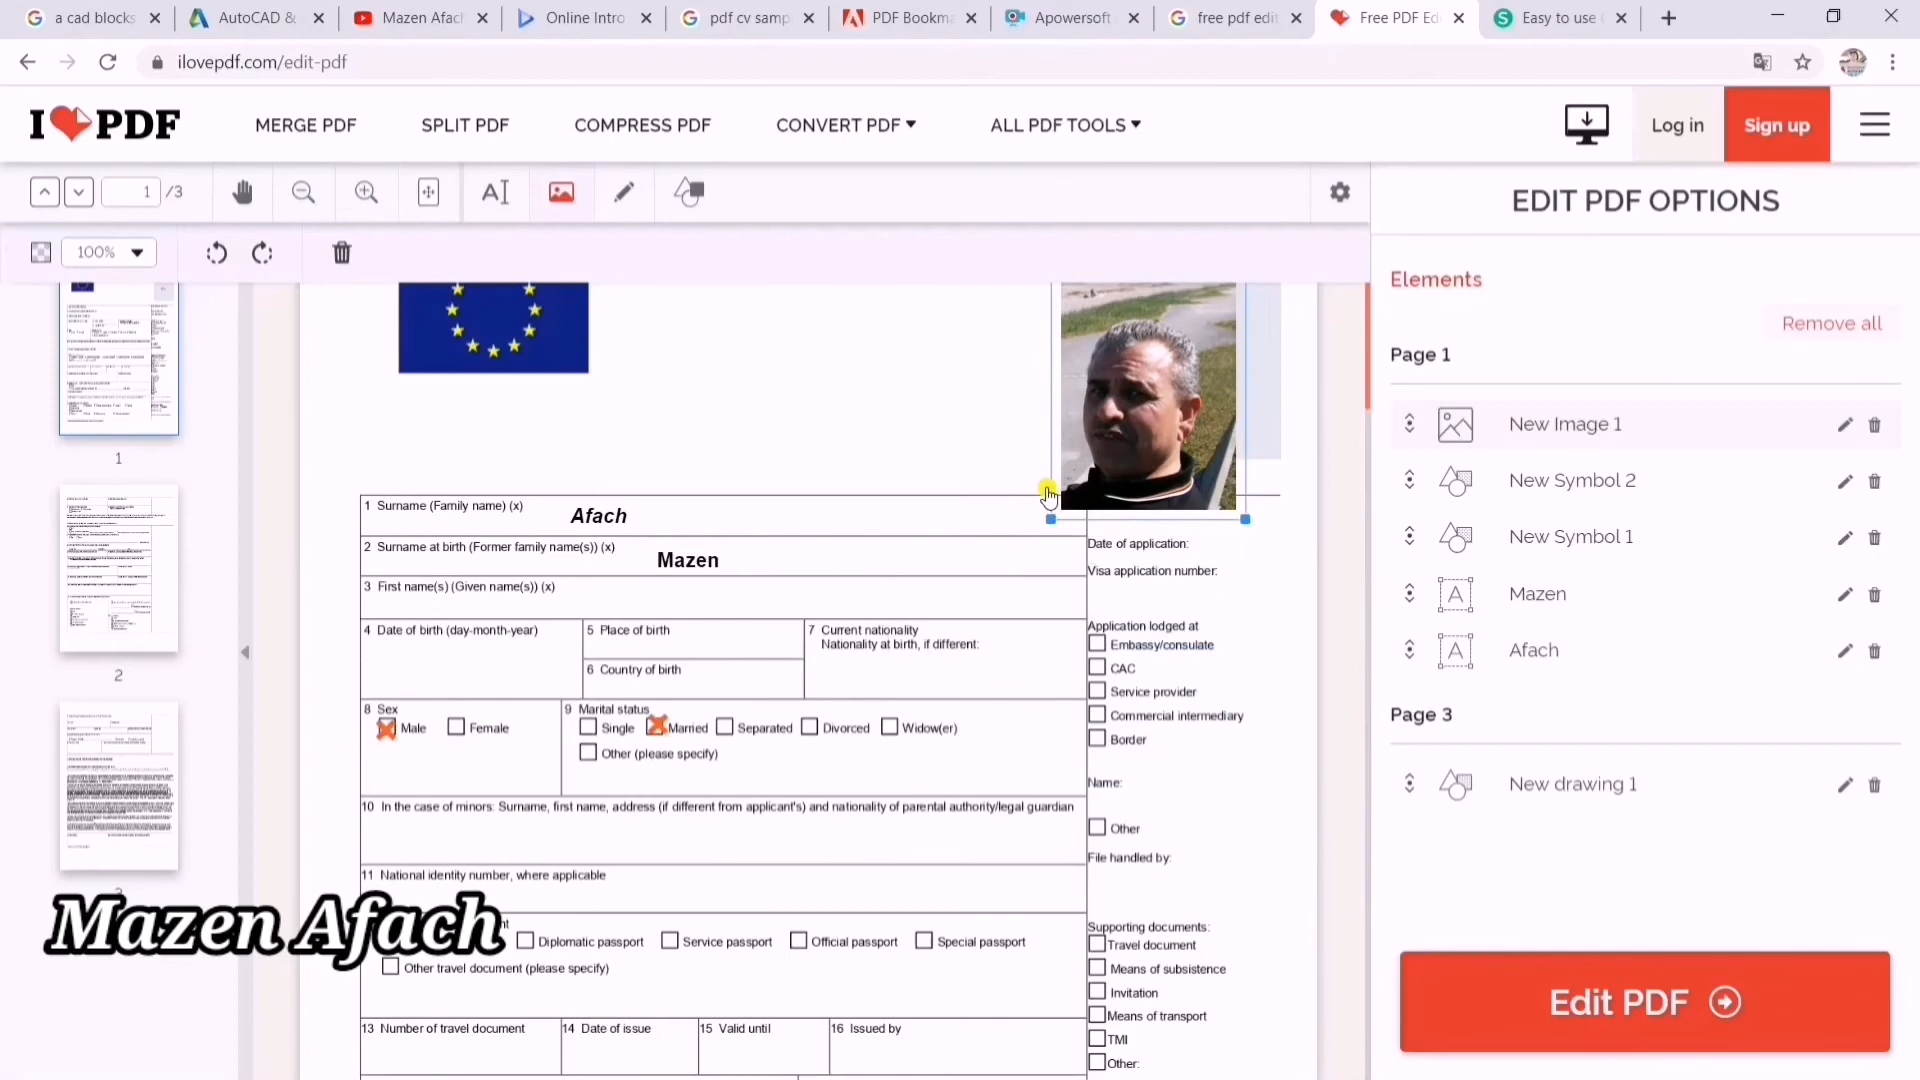 a cad blocks
AutoCAD &
Mazen Afach
Online Intro
pdf cv samp
PDF Bookma
Apowersoft
free pdf edit
Free PDF Edi
Easy to use
ilovepdf.com/edit-pdf
I PDF
MERGE PDF
SPLIT PDF
COMPRESS PDF
CONVERT PDF
ALL PDF TOOLS
Log in
Sign up
1 /3
EDIT PDF OPTIONS
100%
Elements
Remove all
Page 1
New Image 1
New Symbol 2
New Symbol 1
Mazen
Afach
Page 3
New drawing 1
Edit PDF
1
2
1 Surname (Family name) (x)
Afach
2 Surname at birth (Former family name(s)) (x)
Mazen
3 First name(s) (Given name(s)) (x)
4 Date of birth (day-month-year)
5 Place of birth
6 Country of birth
7 Current nationality
Nationality at birth, if different:
8 Sex
Male
Female
9 Marital status
Single
Married
Separated
Divorced
Widow(er)
Other (please specify)
10 In the case of minors: Surname, first name, address (if different from applicant's) and nationality of parental authority/legal guardian
11 National identity number, where applicable
Diplomatic passport
Service passport
Official passport
Special passport
Other travel document (please specify)
13 Number of travel document
14 Date of issue
15 Valid until
16 Issued by
Date of application:
Visa application number:
Application lodged at
Embassy/consulate
CAC
Service provider
Commercial intermediary
Border
Name:
Other
File handled by:
Supporting documents:
Travel document
Means of subsistence
Invitation
Means of transport
TMI
Other:
Mazen Afach